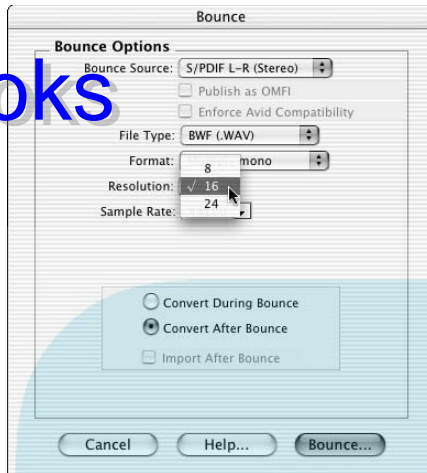 Bounce
Bounce Options
oks
Bounce Source: S/PDIF L-R (Stereo)
Publish as OMFI
Enforce Avid Compatibility
File Type: BWF (.WAV)
Format: mono
8
Resolution: √ 16
24
Sample Rate:
Convert During Bounce
Convert After Bounce
Import After Bounce
Cancel Help... Bounce...